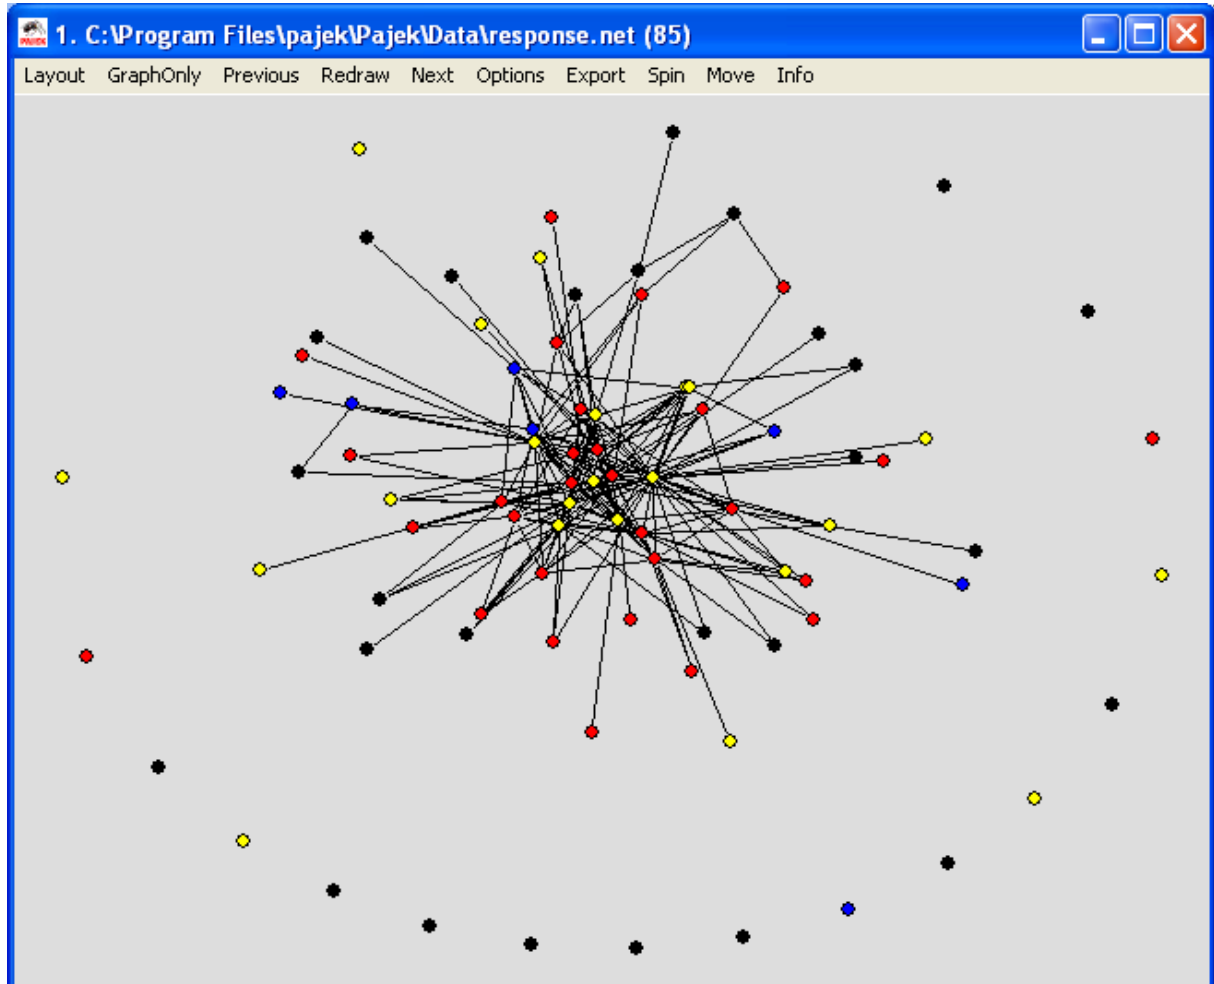 1. C:\Program Files\pajek\Pajek\Data\response.net (85)
Layout GraphOnly Previous Redraw Next Options Export Spin Move Info